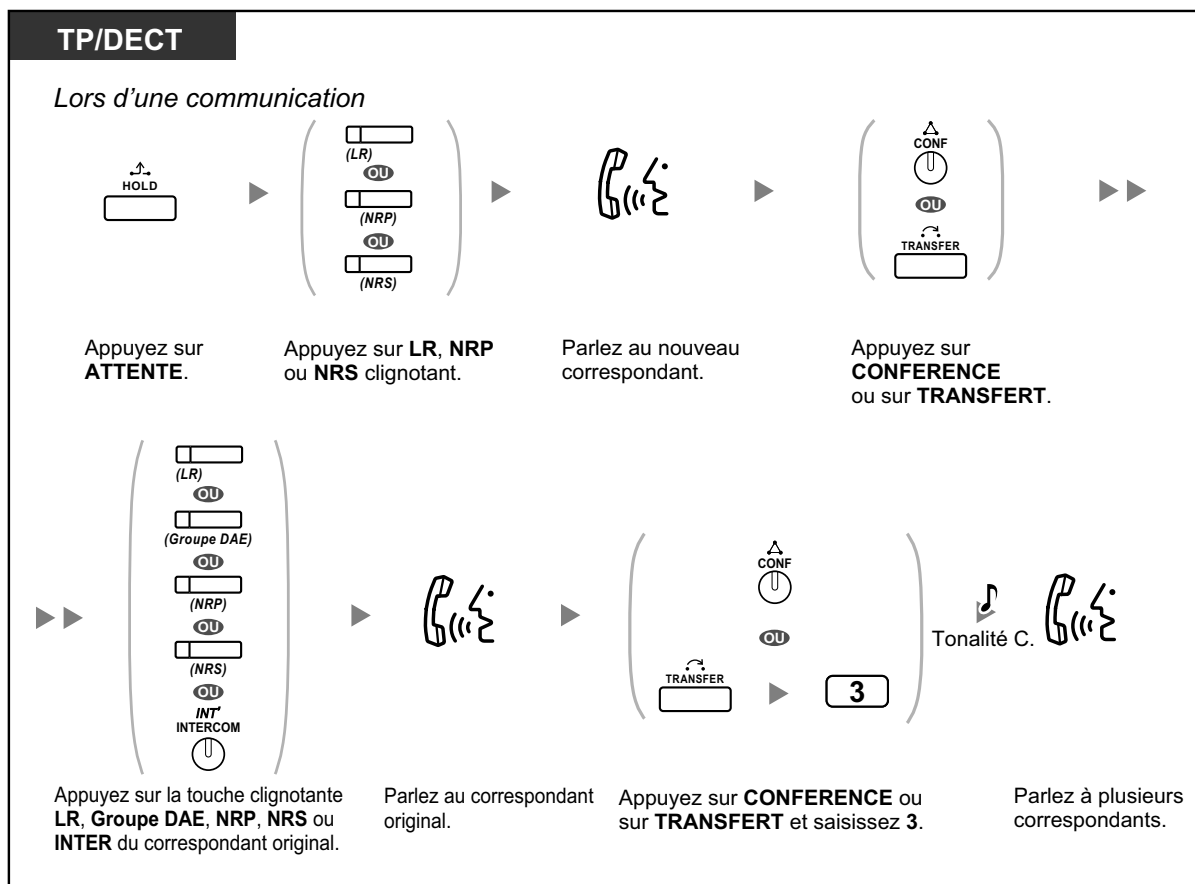 TP/DECT
Lors d'une communication
HOLD
(LR)
OU
(NRP)
OU
(NRS)
CONF
OU
TRANSFER
Appuyez sur
ATTENTE.
Appuyez sur LR, NRP
ou NRS clignotant.
Parlez au nouveau
correspondant.
Appuyez sur
CONFERENCE
ou sur TRANSFERT.
(LR)
OU
(Groupe DAE)
OU
(NRP)
OU
(NRS)
OU
INT'
INTERCOM
CONF
OU
TRANSFER
3
Tonalité C.
Appuyez sur la touche clignotante
LR, Groupe DAE, NRP, NRS ou
INTER du correspondant original.
Parlez au correspondant
original.
Appuyez sur CONFERENCE ou
sur TRANSFERT et saisissez 3.
Parlez à plusieurs
correspondants.